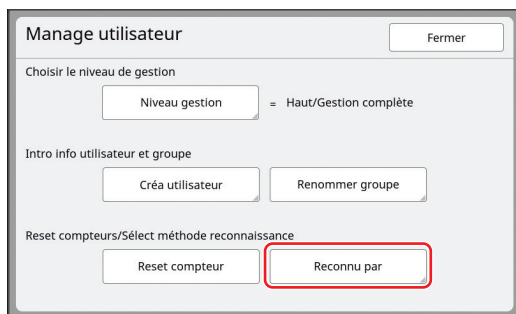 Manage utilisateur Fermer
Choisir le niveau de gestion
Niveau gestion = Haut/Gestion complète
Intro info utilisateur et groupe
Créa utilisateur Renommer groupe
Reset compteurs/Sélect méthode reconnaissance
Reset compteur Reconnu par